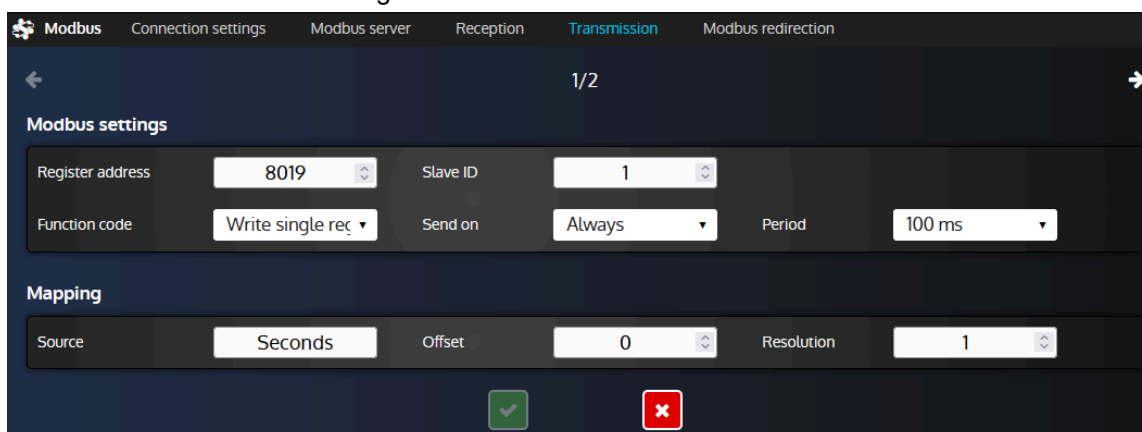 Modbus Connection settings Modbus server Reception Transmission Modbus redirection
1/2
Modbus settings
Register address 8019 Slave ID 1
Function code Write single reg Send on Always Period 100 ms
Mapping
Source Seconds Offset 0 Resolution 1